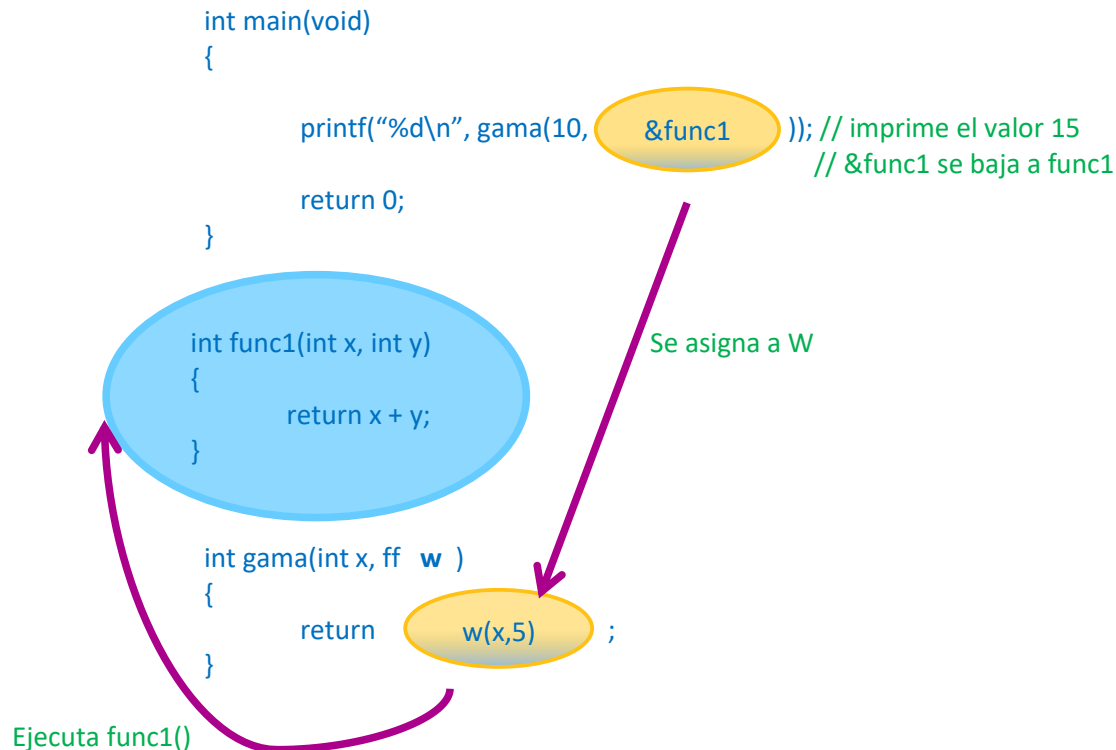 int main(void)
{
printf(“%d\n”, gama(10, &func1 )); // imprime el valor 15
// &func1 se baja a func1
return 0;
}
int func1(int x, int y)
{
return x + y;
}
Se asigna a W
int gama(int x, ff w )
{
return w(x,5) ;
}
Ejecuta func1()